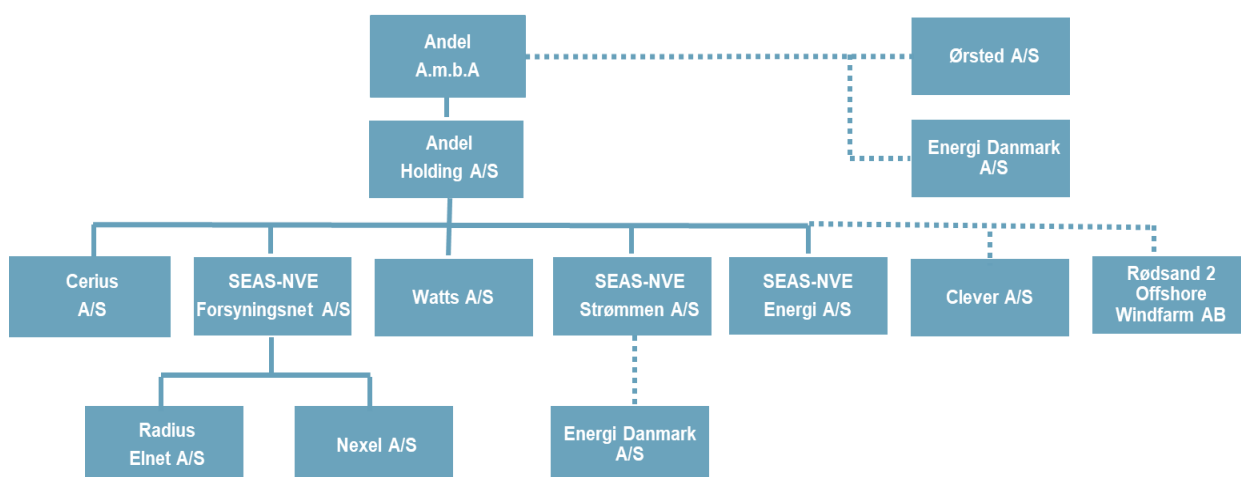 Andel
A.m.b.A
Ørsted A/S
Andel
Holding A/S
Energi Danmark
A/S
Cerius
A/S
SEAS-NVE
Forsyningsnet A/S
Watts A/S
SEAS-NVE
Strømmen A/S
SEAS-NVE
Energi A/S
Clever A/S
Rødsand 2
Offshore
Windfarm AB
Radius
Elnet A/S
Nexel A/S
Energi Danmark
A/S